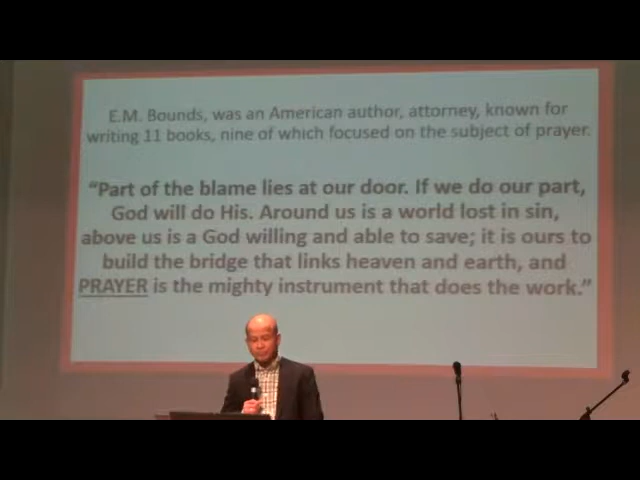 E.M. Bounds, was an American author, attorney, known for
writing 11 books, nine of which focused on the subject of prayer.
“Part of the blame lies at our door. If we do our part,
God will do His. Around us is a world lost in sin,
above us is a God willing and able to save; it is ours to
build the bridge that links heaven and earth, and
PRAYER is the mighty instrument that does the work.”